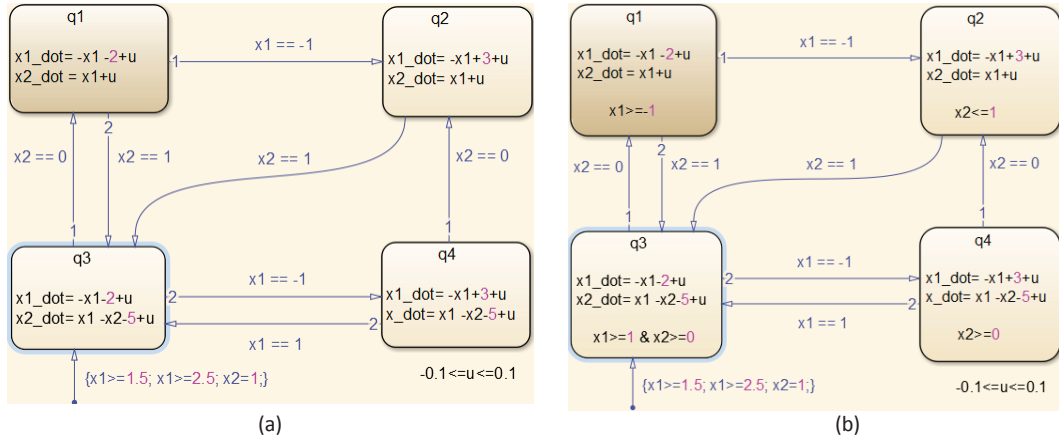 q1
x1_dot= -x1 -2+u
x2_dot = x1+u
1
x1 == -1
q2
x1_dot= -x1+3+u
x2_dot = x1+u
2
x2 == 0
x2 == 1
x2 == 1
x2 == 0
1
1
q3
x1_dot= -x1-2+u
x2_dot= x1 -x2-5+u
2
x1 == -1
2
x1 == 1
q4
x1_dot= -x1+3+u
x_dot= x1 -x2-5+u
{x1>=1.5; x1>=2.5; x2=1;}
-0.1<=u<=0.1
(a)
q1
x1_dot= -x1 -2+u
x2_dot = x1+u
x1>=-1
1
x1 == -1
q2
x1_dot= -x1+3+u
x2_dot = x1+u
x2<=1
2
x2 == 0
x2 == 1
x2 == 1
x2 == 0
1
1
q3
x1_dot= -x1-2+u
x2_dot= x1 -x2-5+u
x1>=1 & x2>=0
2
x1 == -1
2
x1 == 1
q4
x1_dot= -x1+3+u
x_dot= x1 -x2-5+u
x2>=0
{x1>=1.5; x1>=2.5; x2=1;}
-0.1<=u<=0.1
(b)